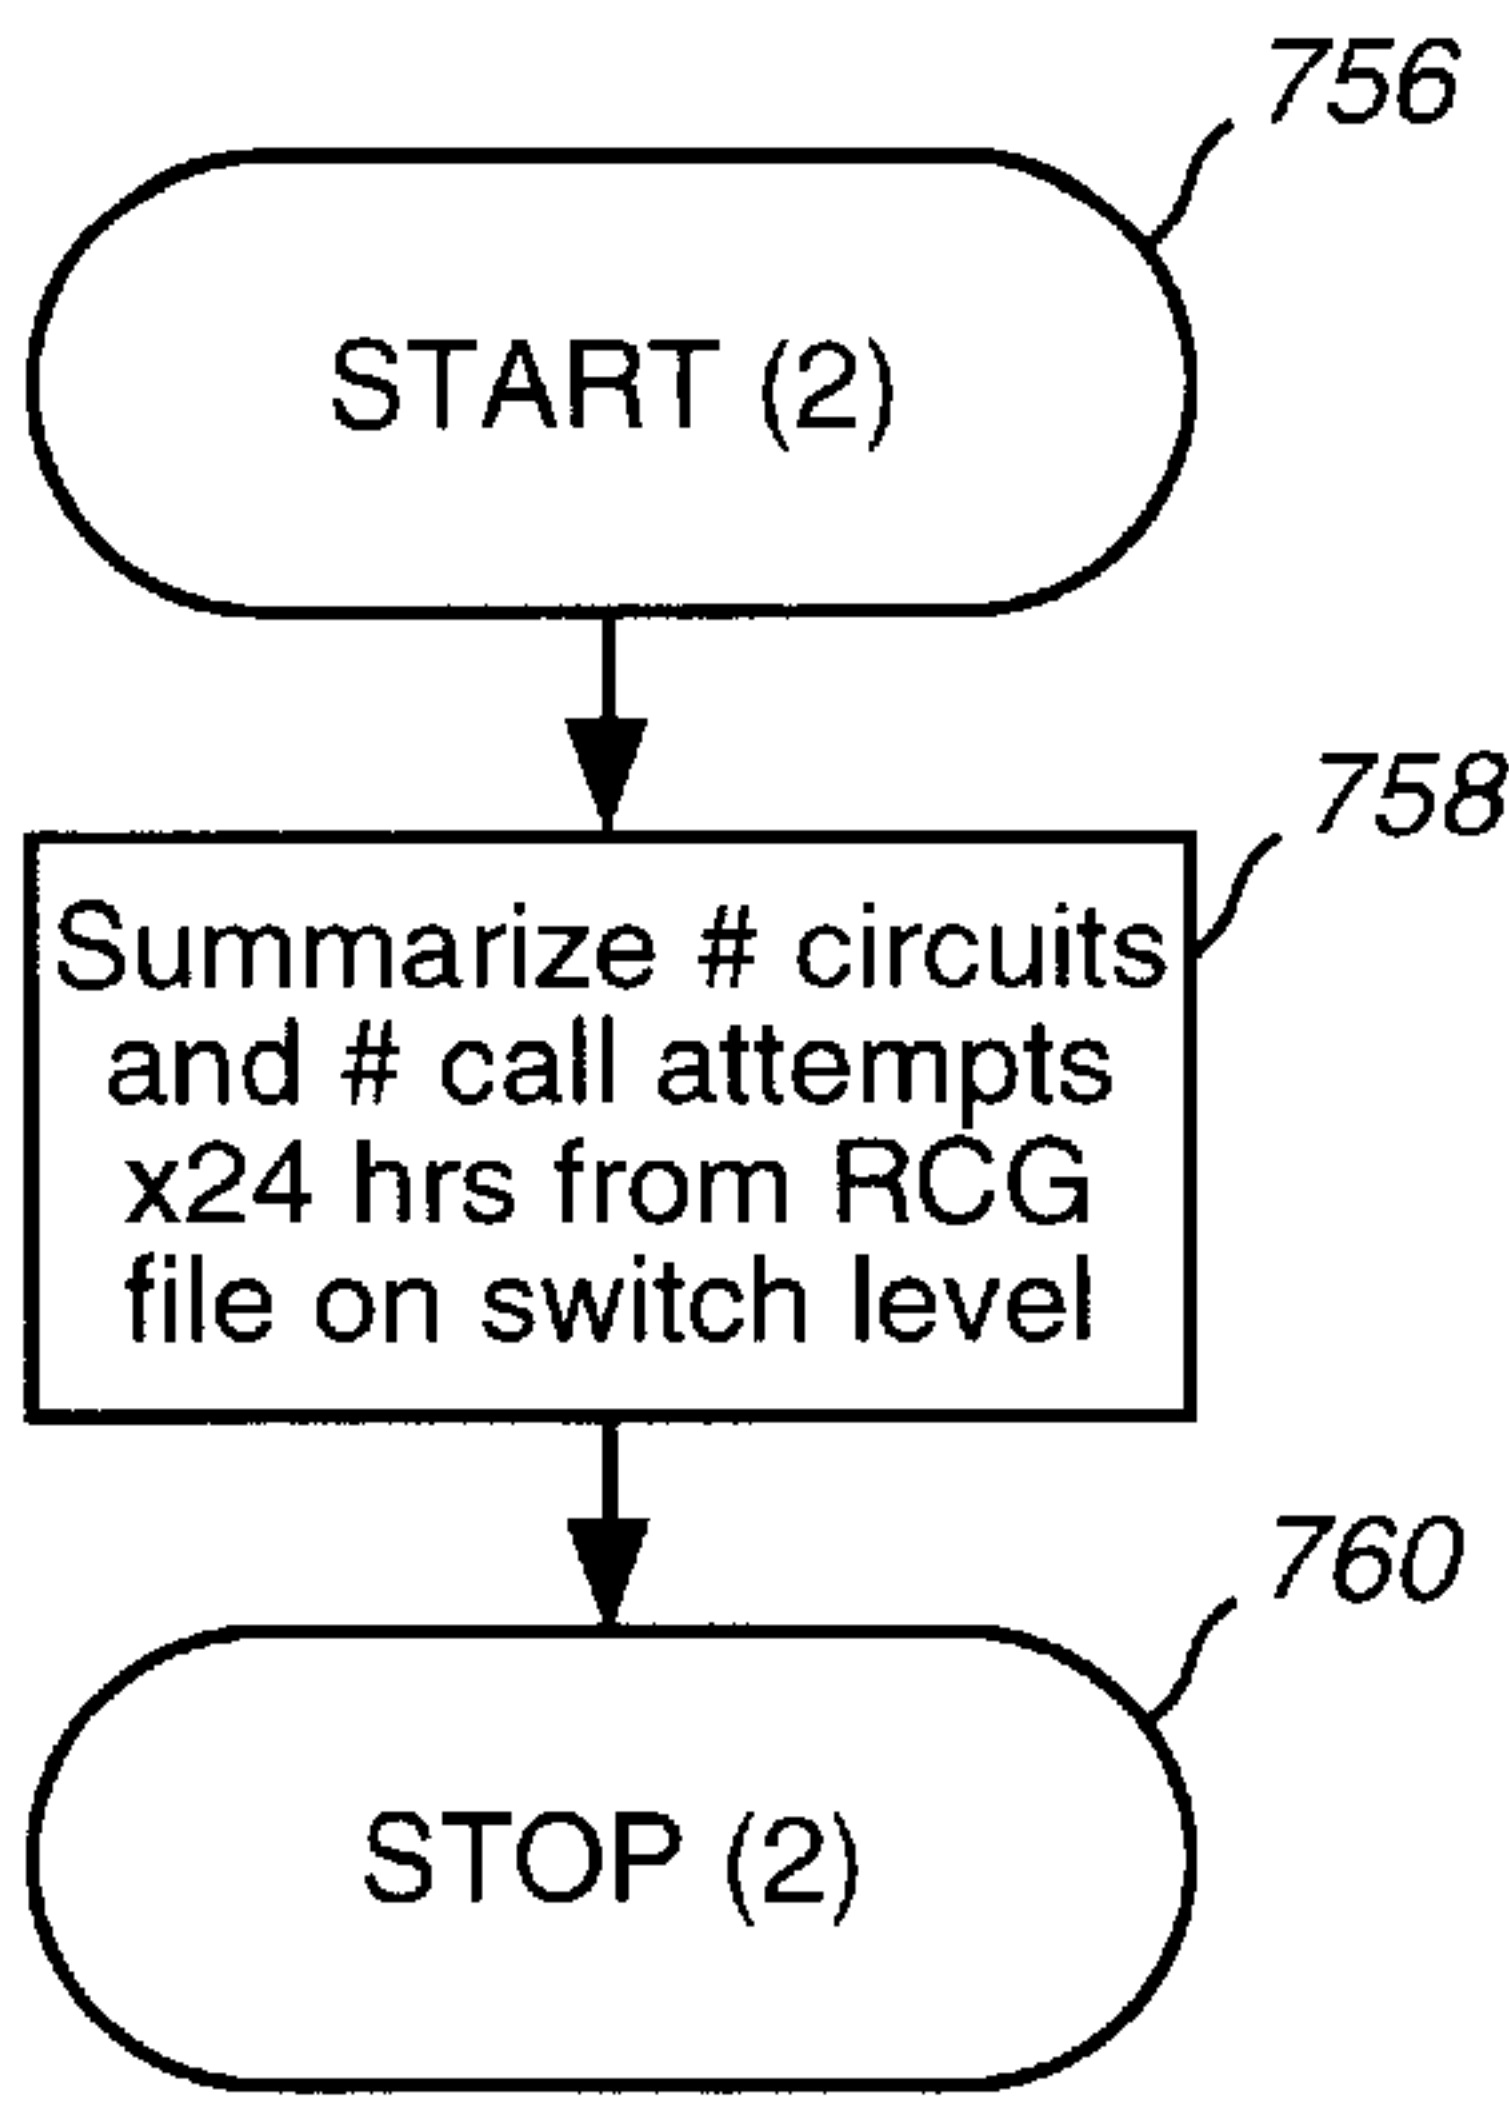 756
START (2)
758
Summarize # circuits
and # call attempts
x24 hrs from RCG
file on switch level
760
STOP (2)